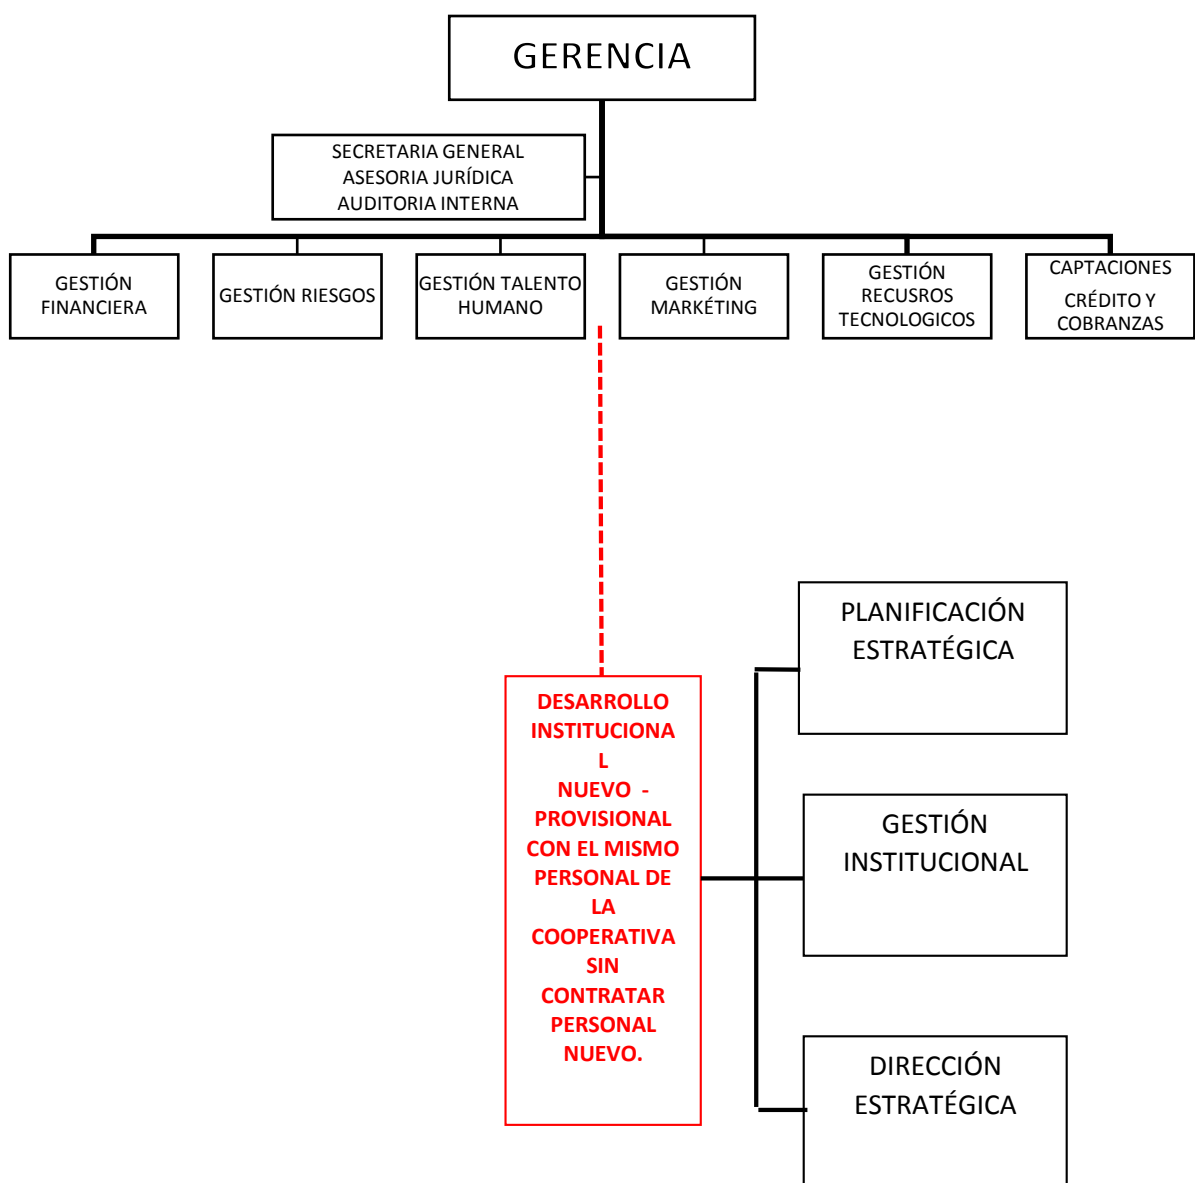 GERENCIA
SECRETARIA GENERAL
ASESORIA JURÍDICA
AUDITORIA INTERNA
GESTIÓN
FINANCIERA
GESTIÓN RIESGOS
GESTIÓN TALENTO
HUMANO
GESTIÓN
MARKÉTING
GESTIÓN
RECUSROS
TECNOLOGICOS
CAPTACIONES
CRÉDITO Y
COBRANZAS
PLANIFICACIÓN
ESTRATÉGICA
DESARROLLO
INSTITUCIONA
L
NUEVO -
PROVISIONAL
CON EL MISMO
PERSONAL DE
LA
COOPERATIVA
SIN
CONTRATAR
PERSONAL
NUEVO.
GESTIÓN
INSTITUCIONAL
DIRECCIÓN
ESTRATÉGICA